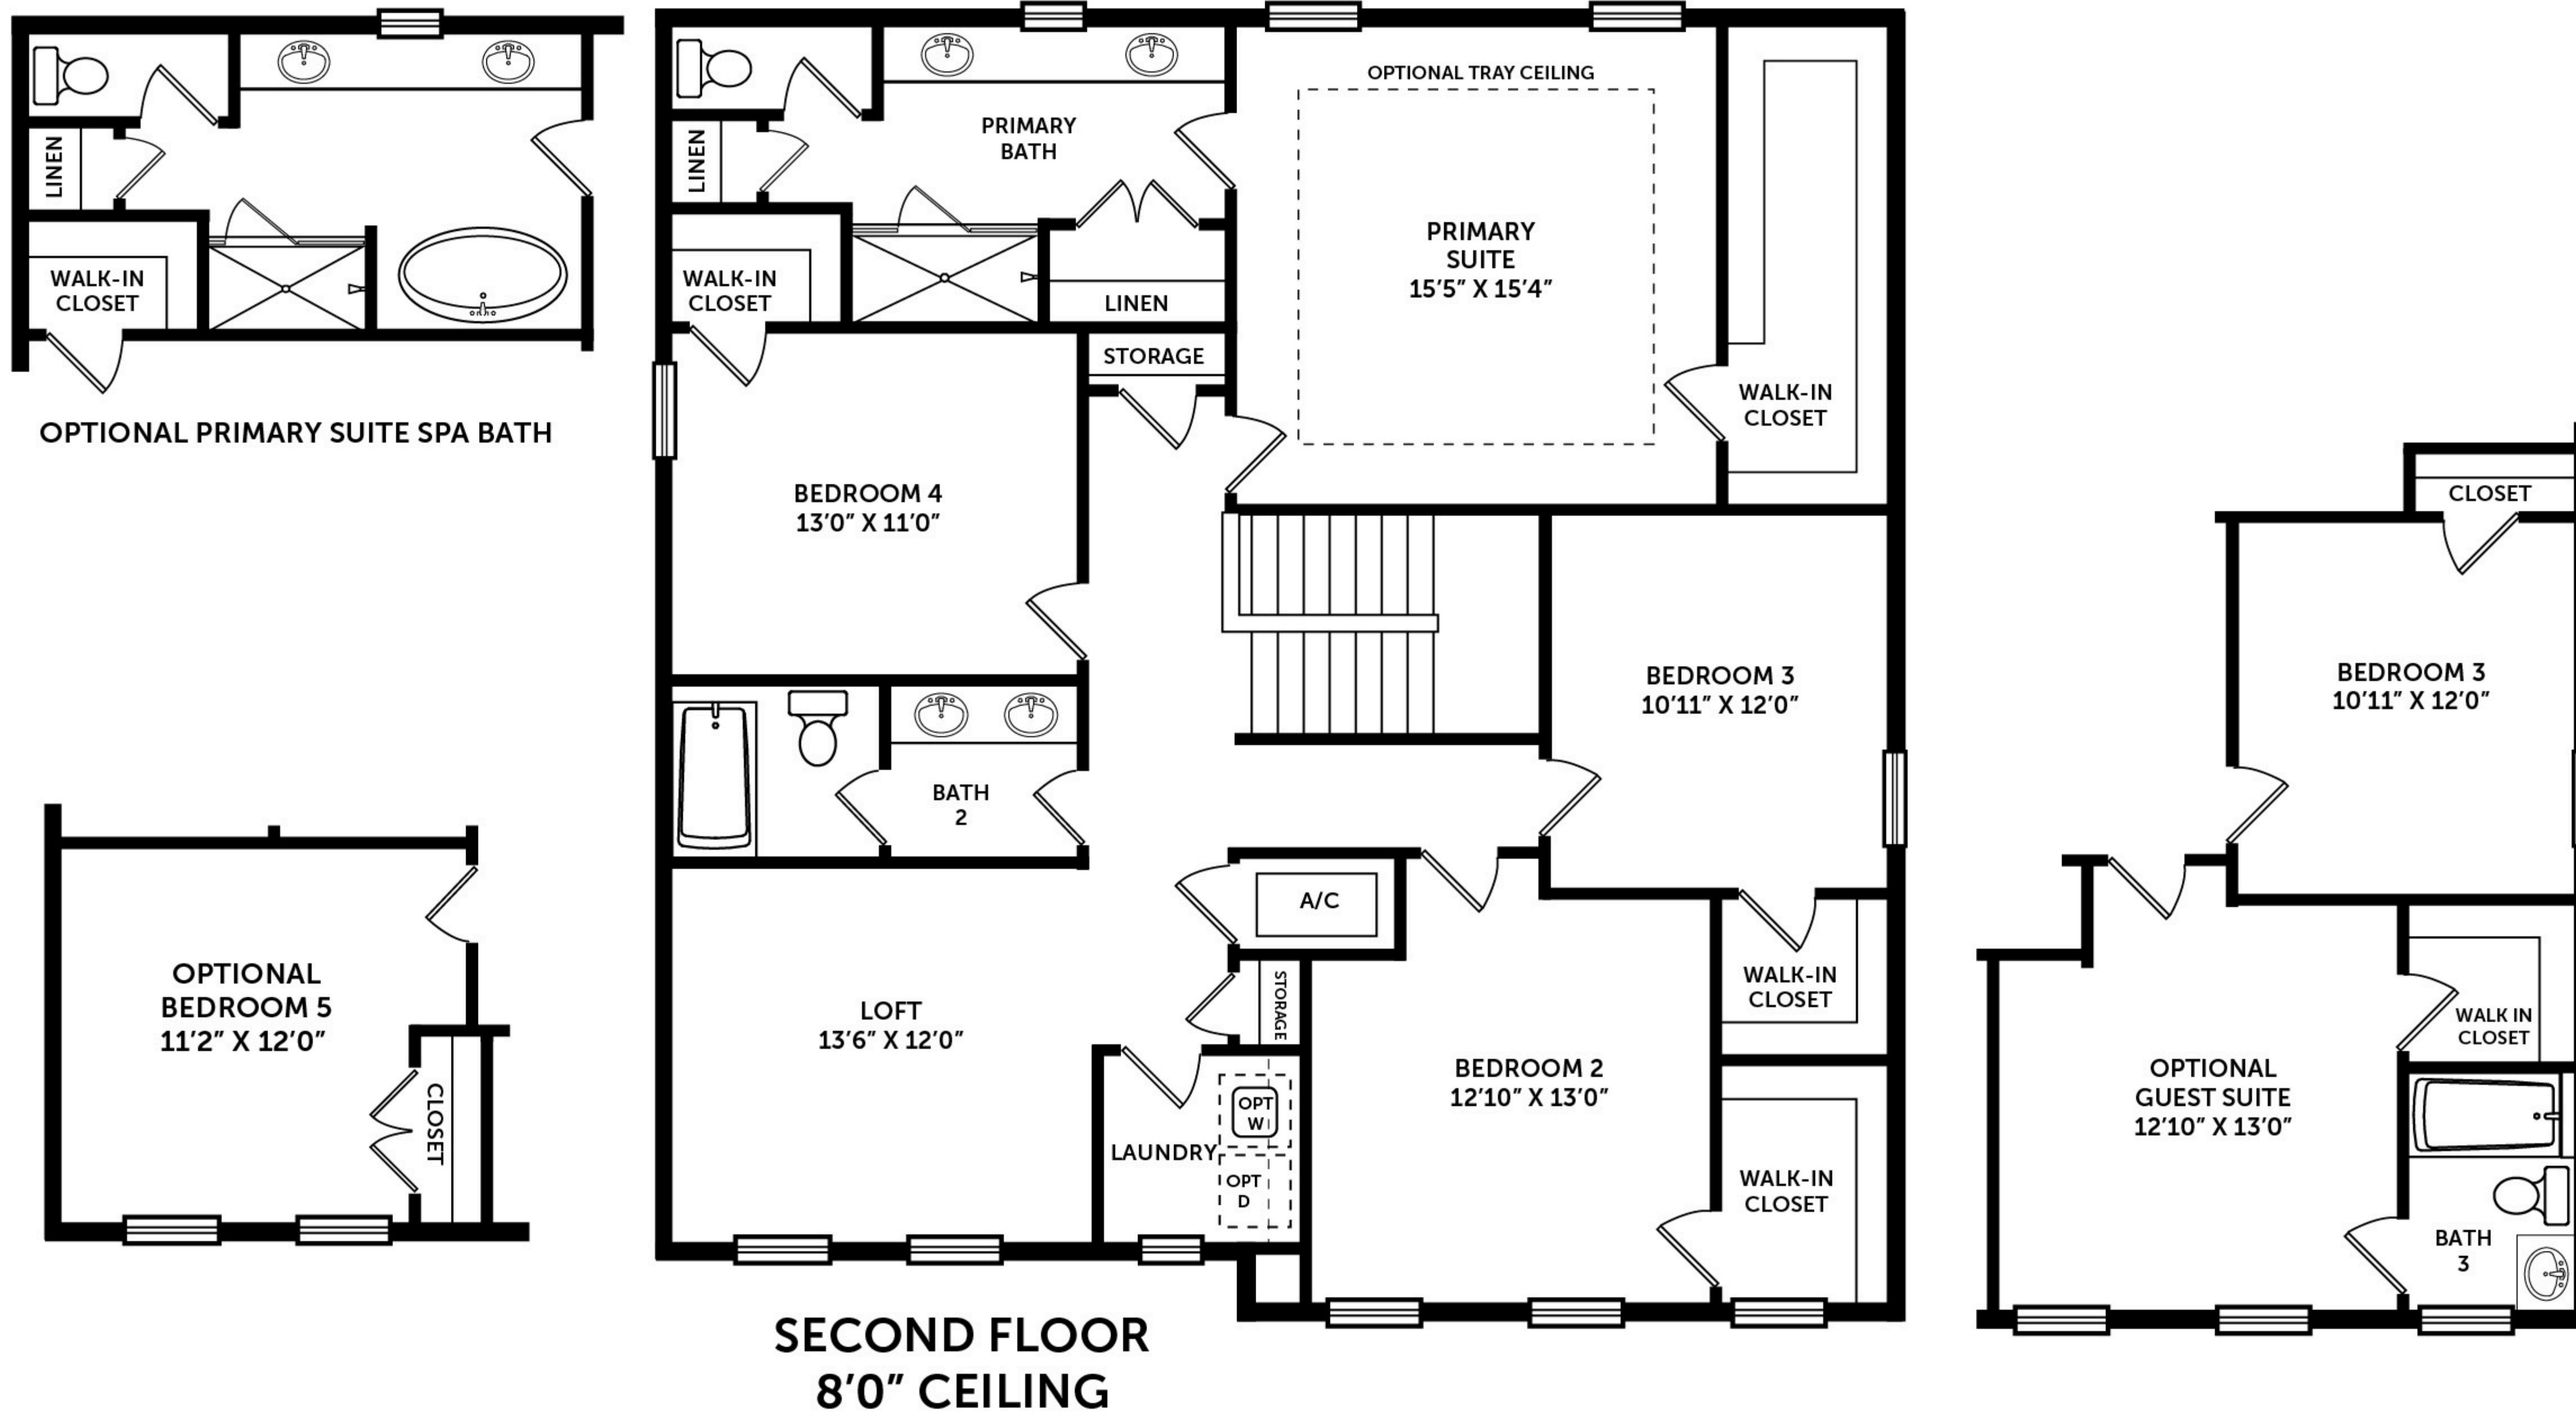 LINEN
WALK-IN
CLOSET
OPTIONAL PRIMARY SUITE SPA BATH
OPTIONAL
BEDROOM 5
11’2” X 12’0”
CLOSET
PRIMARY
BATH
LINEN
WALK-IN
CLOSET
LINEN
STORAGE
OPTIONAL TRAY CEILING
PRIMARY
SUITE
15’5” X 15’4”
WALK-IN
CLOSET
BEDROOM 4
13’0” X 11’0”
BEDROOM 3
10’11” X 12’0”
BATH
2
A/C
STORAGE
LOFT
13’6” X 12’0”
WALK-IN
CLOSET
BEDROOM 2
12’10” X 13’0”
LAUNDRY
OPT
W
OPT
D
WALK-IN
CLOSET
SECOND FLOOR
8’0” CEILING
CLOSET
BEDROOM 3
10’11” X 12’0”
WALK IN
CLOSET
OPTIONAL
GUEST SUITE
12’10” X 13’0”
BATH
3